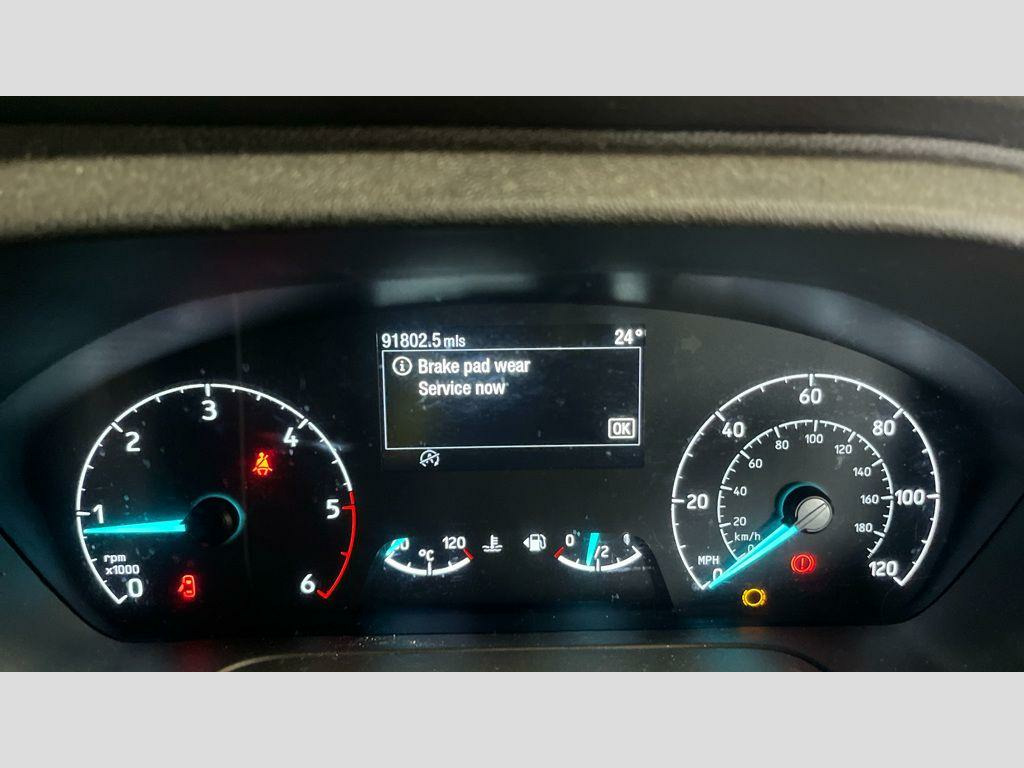 91802.5 mls 24°
Brake pad wear
Service now
OK
0 1 2 3 4 5 6
rpm
x1000
120
°C
0 1/2
0 20 40 60 80 100 120
MPH
0 20 40 60 80 100 120 140 160 180
km/h